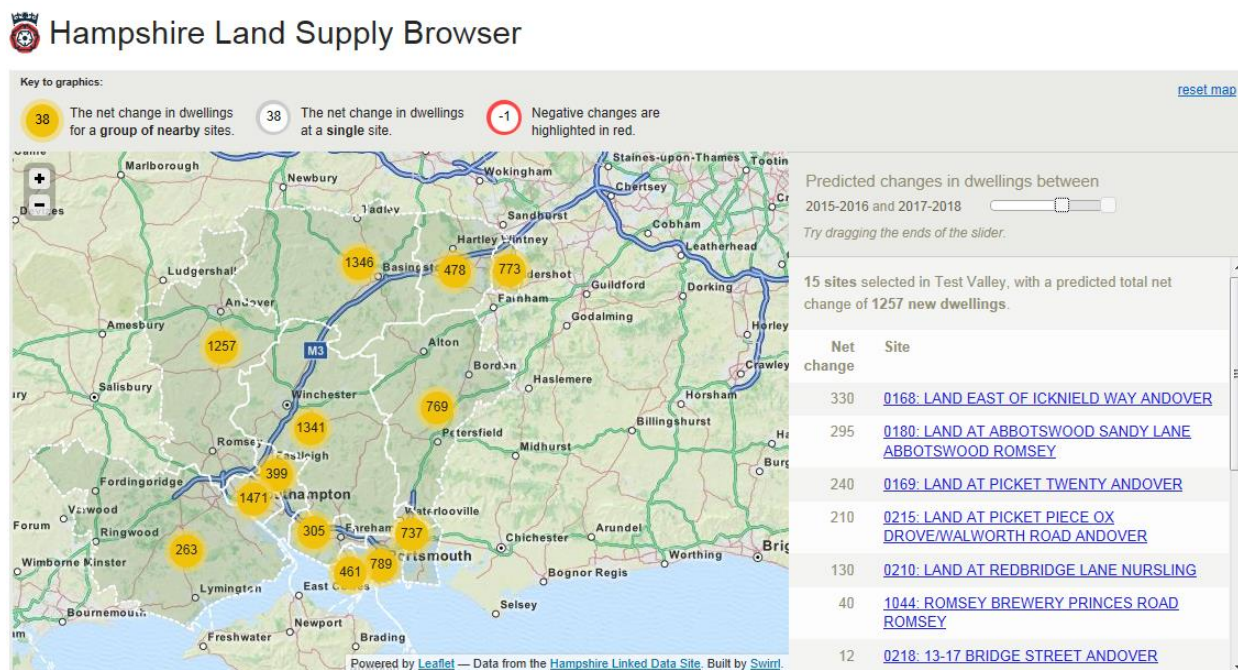 Hampshire Land Supply Browser
Key to graphics:
reset map
38
The net change in dwellings
for a group of nearby sites.
38
The net change in dwellings
at a single site.
-1
Negative changes are
highlighted in red.
+
-
Marlborough
Newbury
Wokingham
Staines-upon-Thames
Chertsey
Tadley
Sandhurst
Cobham
Hartley Wintney
Leatherhead
Ludgershall
1346
478
773
Guildford
Dorking
Farnham
Godalming
Andover
Amesbury
1257
M3
Alton
Bordon
Haslemere
Crawley
Salisbury
Winchester
Horsham
769
Billingshurst
1341
Petersfield
Midhurst
Romsey
399
Fordingbridge
1471
Verwood
Waterlooville
Ringwood
305
Fareham
737
Arundel
Chichester
Worthing
263
Wimborne Minster
461
789
Bognor Regis
Lymington
Bournemouth
Selsey
Newport
Freshwater
Brading
Powered by Leaflet — Data from the Hampshire Linked Data Site. Built by Swirrl.
Predicted changes in dwellings between
2015-2016 and 2017-2018
Try dragging the ends of the slider.
15 sites selected in Test Valley, with a predicted total net
change of 1257 new dwellings.
Net change
Site
330 0168: LAND EAST OF ICKNIELD WAY ANDOVER
295 0180: LAND AT ABBOTSWOOD SANDY LANE
ABBOTSWOOD ROMSEY
240 0169: LAND AT PICKET TWENTY ANDOVER
210 0215: LAND AT PICKET PIECE OX
DROVE/WALWORTH ROAD ANDOVER
130 0210: LAND AT REDBRIDGE LANE NURSLING
40 1044: ROMSEY BREWERY PRINCES ROAD
ROMSEY
12 0218: 13-17 BRIDGE STREET ANDOVER